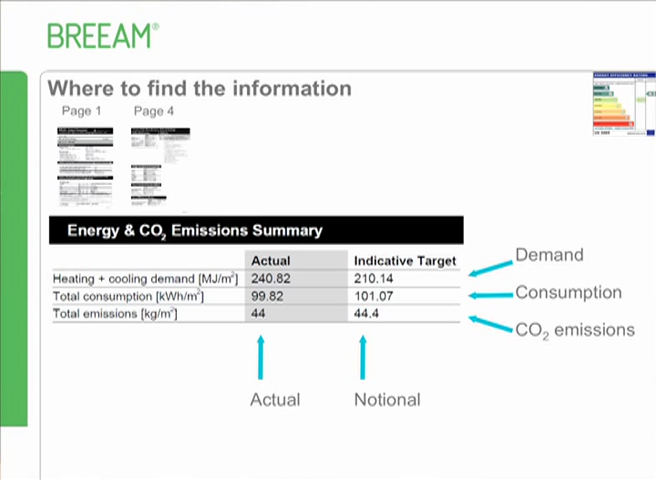 BREEAM®
Where to find the information
Page 1 Page 4
Energy & CO₂ Emissions Summary
Actual Indicative Target
Heating + cooling demand [MJ/m²] 240.82 210.14
Total consumption [kWh/m²] 99.82 101.07
Total emissions [kg/m²] 44 44.4
Demand
Consumption
CO₂ emissions
Actual Notional